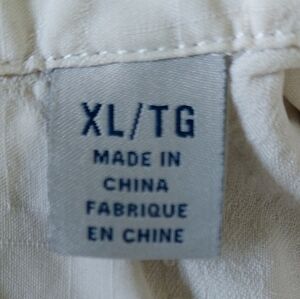 XL/TG
MADE IN
CHINA
FABRIQUE
EN CHINE